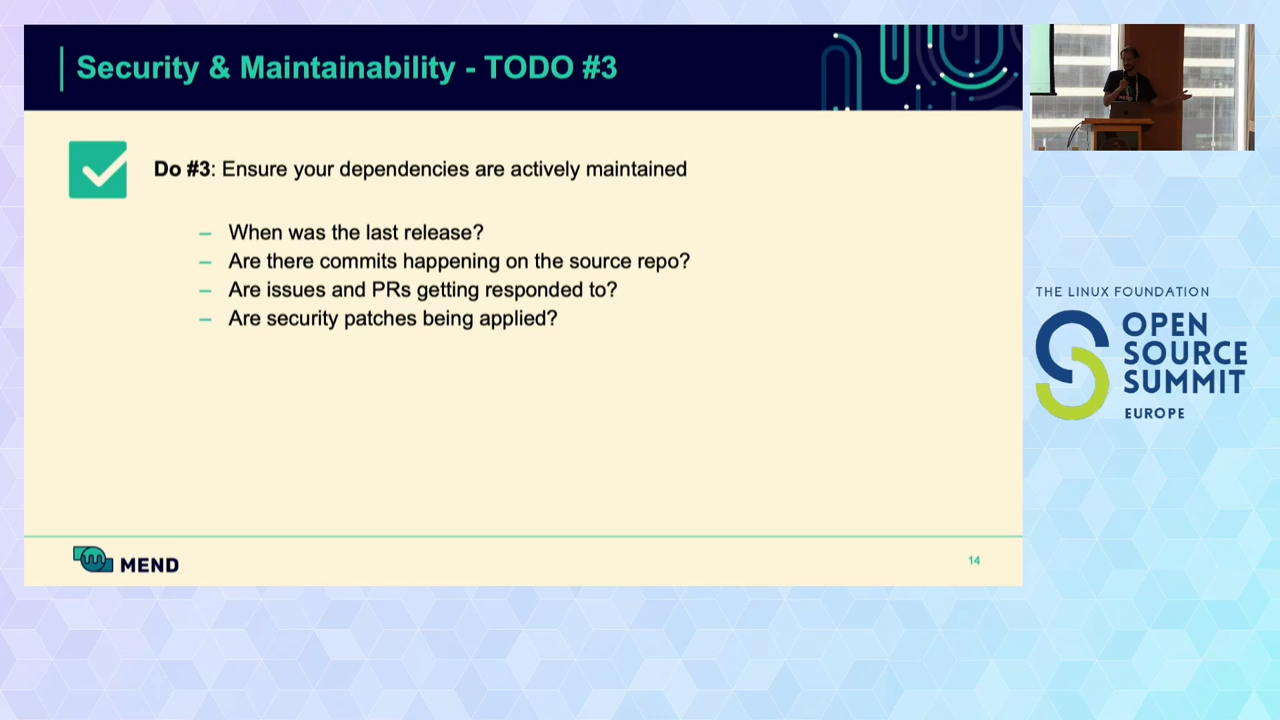 Security & Maintainability - TODO #3
Do #3: Ensure your dependencies are actively maintained
– When was the last release?
– Are there commits happening on the source repo?
– Are issues and PRs getting responded to?
– Are security patches being applied?
MEND
14
THE LINUX FOUNDATION
OPEN
SOURCE
SUMMIT
EUROPE